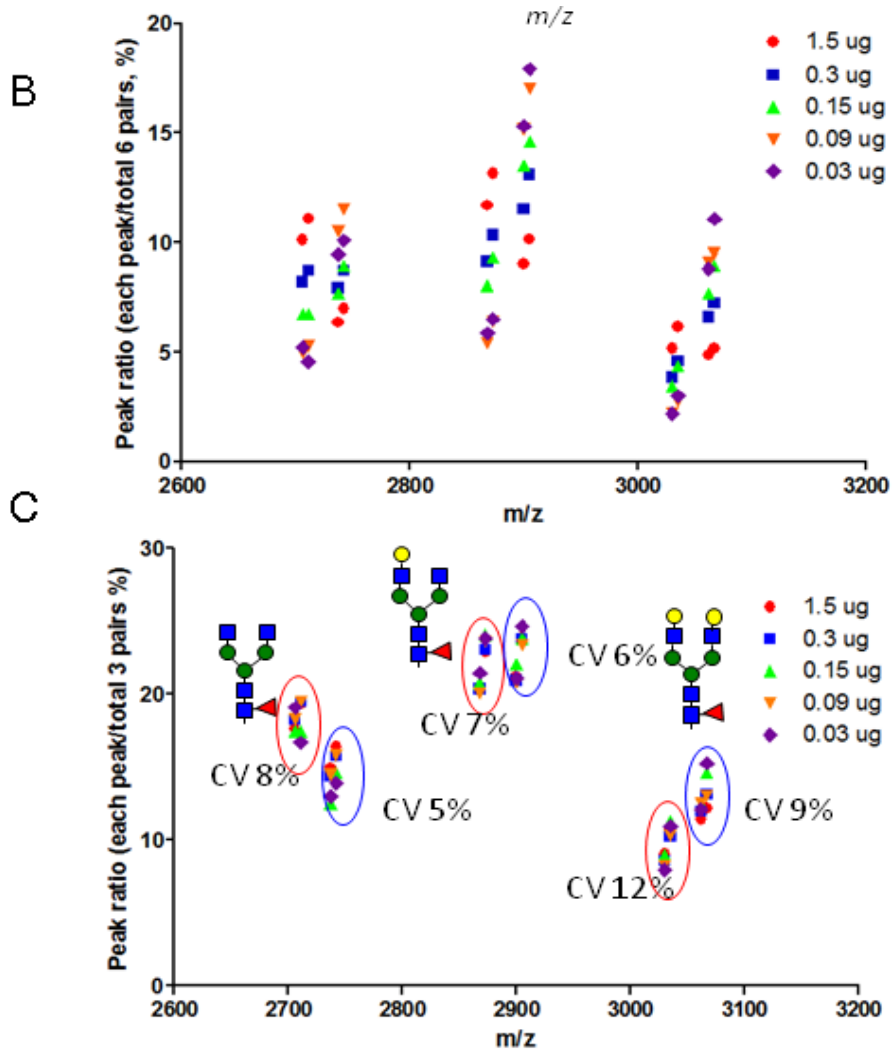 m/z
B
Peak ratio (each peak/total 6 pairs, %)
20
15
10
5
0
2600
2800
3000
3200
m/z
1.5 ug
0.3 ug
0.15 ug
0.09 ug
0.03 ug
C
Peak ratio (each peak/total 3 pairs %)
30
20
10
0
2600
2700
2800
2900
3000
3100
3200
m/z
CV 8%
CV 5%
CV 7%
CV 6%
CV 12%
CV 9%
1.5 ug
0.3 ug
0.15 ug
0.09 ug
0.03 ug